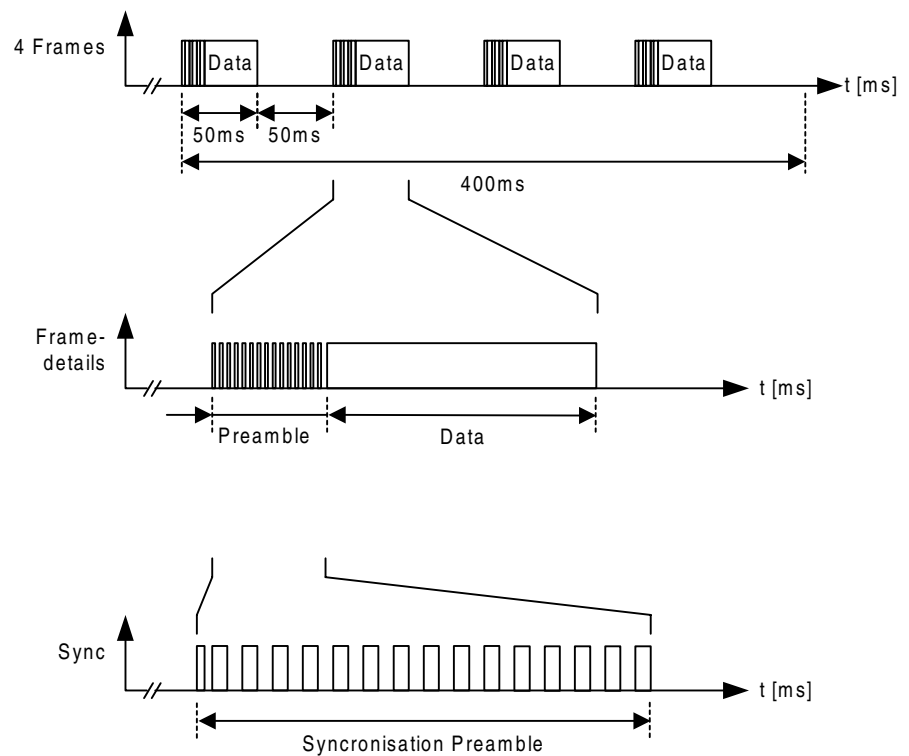 4 Frames
Data
Data
Data
Data
t [ms]
50ms
50ms
400ms
Frame-
details
t [ms]
Preamble
Data
Sync
t [ms]
Syncronisation Preamble